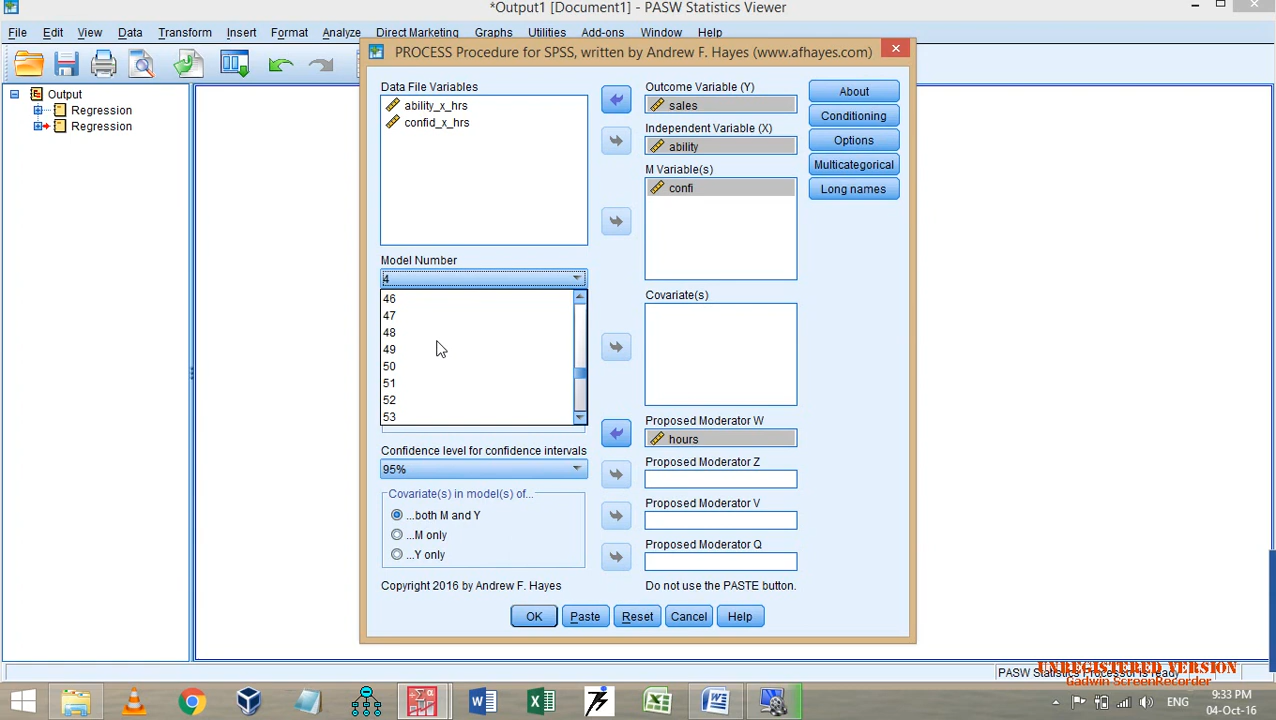 *Output1 [Document1] - PASW Statistics Viewer
File Edit View Data Transform Insert Format Analyze Direct Marketing Graphs Utilities Add-ons Window Help
PROCESS Procedure for SPSS, written by Andrew F. Hayes (www.afhayes.com)
Output
Regression
Regression
Data File Variables
ability_x_hrs
confid_x_hrs
Outcome Variable (Y)
sales
Independent Variable (X)
ability
M Variable(s)
confi
About
Conditioning
Options
Multicategorical
Long names
Model Number
4
46
47
48
49
50
51
52
53
Covariate(s)
Confidence level for confidence intervals
95%
Covariate(s) in model(s) of...
...both M and Y
...M only
...Y only
Proposed Moderator W
hours
Proposed Moderator Z
Proposed Moderator V
Proposed Moderator Q
Copyright 2016 by Andrew F. Hayes
Do not use the PASTE button.
OK Paste Reset Cancel Help
PASW Statistics Processor is ready
UNREGISTERED VERSION
Gadwin ScreenRecorder
ENG
9:33 PM
04-Oct-16